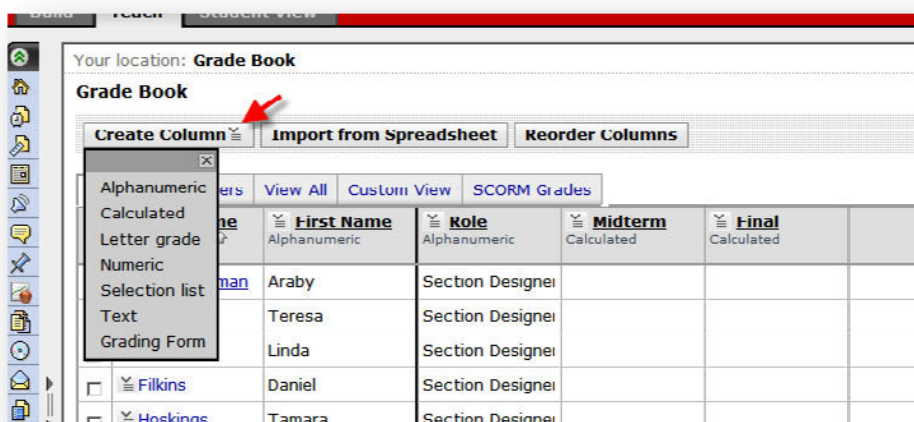 Build Teach Student View
Your location: Grade Book
Grade Book
Create Column Import from Spreadsheet Reorder Columns
Alphanumeric
Calculated
Letter grade
Numeric
Selection list
Text
Grading Form
View All Custom View SCORM Grades
First Name Role Midterm Final
Alphanumeric Alphanumeric Calculated Calculated
Araby Section Designer
Teresa Section Designer
Linda Section Designer
Filkins Daniel Section Designer
Hoskings Tamara Section Designer